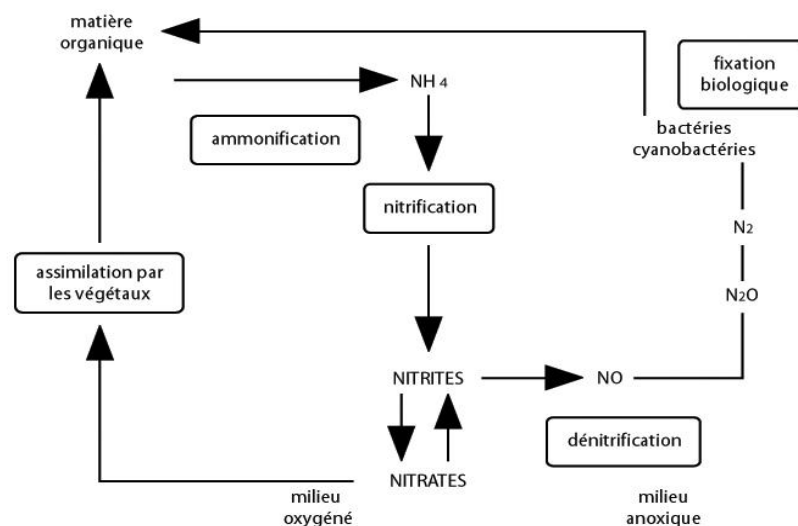 matière
organique
fixation
biologique
NH 4
ammonification
bactéries
cyanobactéries
nitrification
N2
assimilation par
les végétaux
N2O
NITRITES
NO
dénitrification
NITRATES
milieu
oxygéné
milieu
anoxique